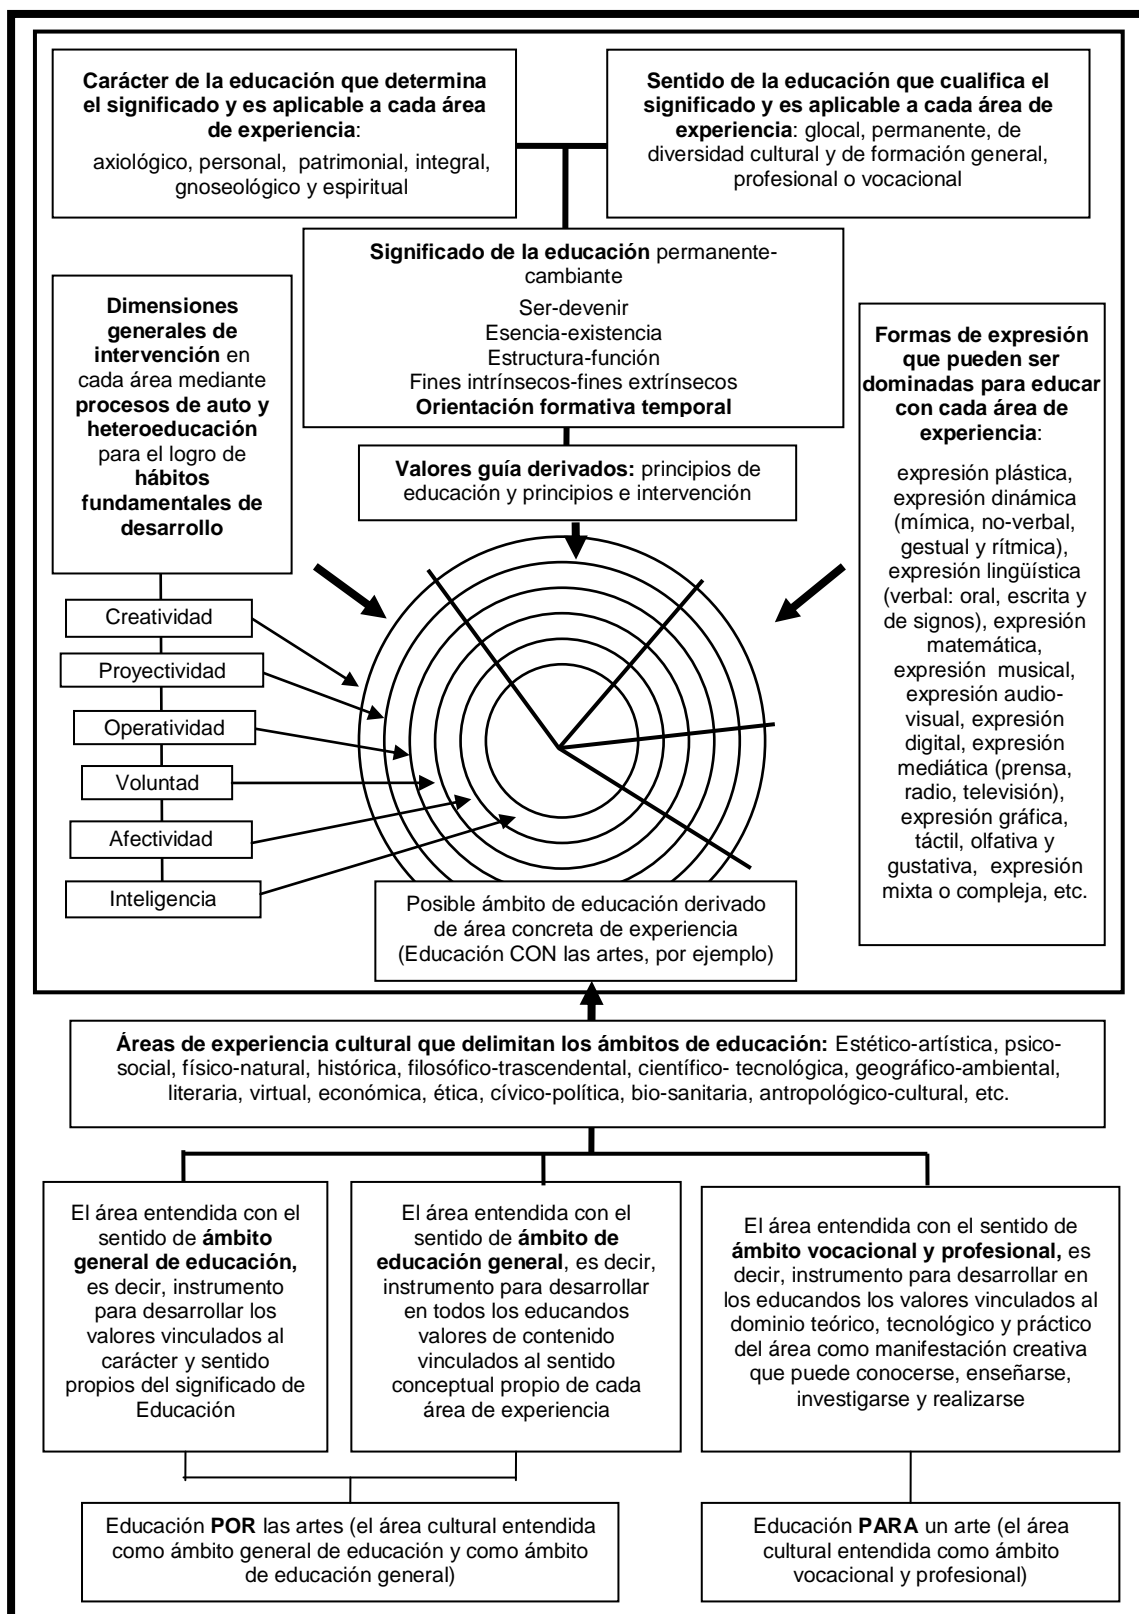 Carácter de la educación que determina
el significado y es aplicable a cada área
de experiencia:
axiológico, personal, patrimonial, integral,
gnoseológico y espiritual
Sentido de la educación que cualifica el
significado y es aplicable a cada área de
experiencia: glocal, permanente, de
diversidad cultural y de formación general,
profesional o vocacional
Significado de la educación permanente-
cambiante
Ser-devenir
Esencia-existencia
Estructura-función
Fines intrínsecos-fines extrínsecos
Orientación formativa temporal
Dimensiones
generales de
intervención en
cada área mediante
procesos de auto y
heteroeducación
para el logro de
hábitos
fundamentales de
desarrollo
Formas de expresión
que pueden ser
dominadas para educar
con cada área de
experiencia:
expresión plástica,
expresión dinámica
(mímica, no-verbal,
gestual y rítmica),
expresión lingüística
(verbal: oral, escrita y
de signos), expresión
matemática,
expresión musical,
expresión audio-
visual, expresión
digital, expresión
mediática (prensa,
radio, televisión),
expresión gráfica,
táctil, olfativa y
gustativa, expresión
mixta o compleja, etc.
Valores guía derivados: principios de
educación y principios e intervención
Creatividad
Proyectividad
Operatividad
Voluntad
Afectividad
Inteligencia
Posible ámbito de educación derivado
de área concreta de experiencia
(Educación CON las artes, por ejemplo)
Áreas de experiencia cultural que delimitan los ámbitos de educación: Estético-artística, psico-
social, físico-natural, histórica, filosófico-trascendental, científico- tecnológica, geográfico-ambiental,
literaria, virtual, económica, ética, cívico-política, bio-sanitaria, antropológico-cultural, etc.
El área entendida con el
sentido de ámbito
general de educación,
es decir, instrumento
para desarrollar los
valores vinculados al
carácter y sentido
propios del significado de
Educación
El área entendida con el
sentido de ámbito de
educación general, es decir,
instrumento para desarrollar
en todos los educandos
valores de contenido
vinculados al sentido
conceptual propio de cada
área de experiencia
El área entendida con el sentido de
ámbito vocacional y profesional, es
decir, instrumento para desarrollar en
los educandos los valores vinculados al
dominio teórico, tecnológico y práctico
del área como manifestación creativa
que puede conocerse, enseñarse,
investigarse y realizarse
Educación POR las artes (el área cultural entendida
como ámbito general de educación y como ámbito
de educación general)
Educación PARA un arte (el área
cultural entendida como ámbito
vocacional y profesional)